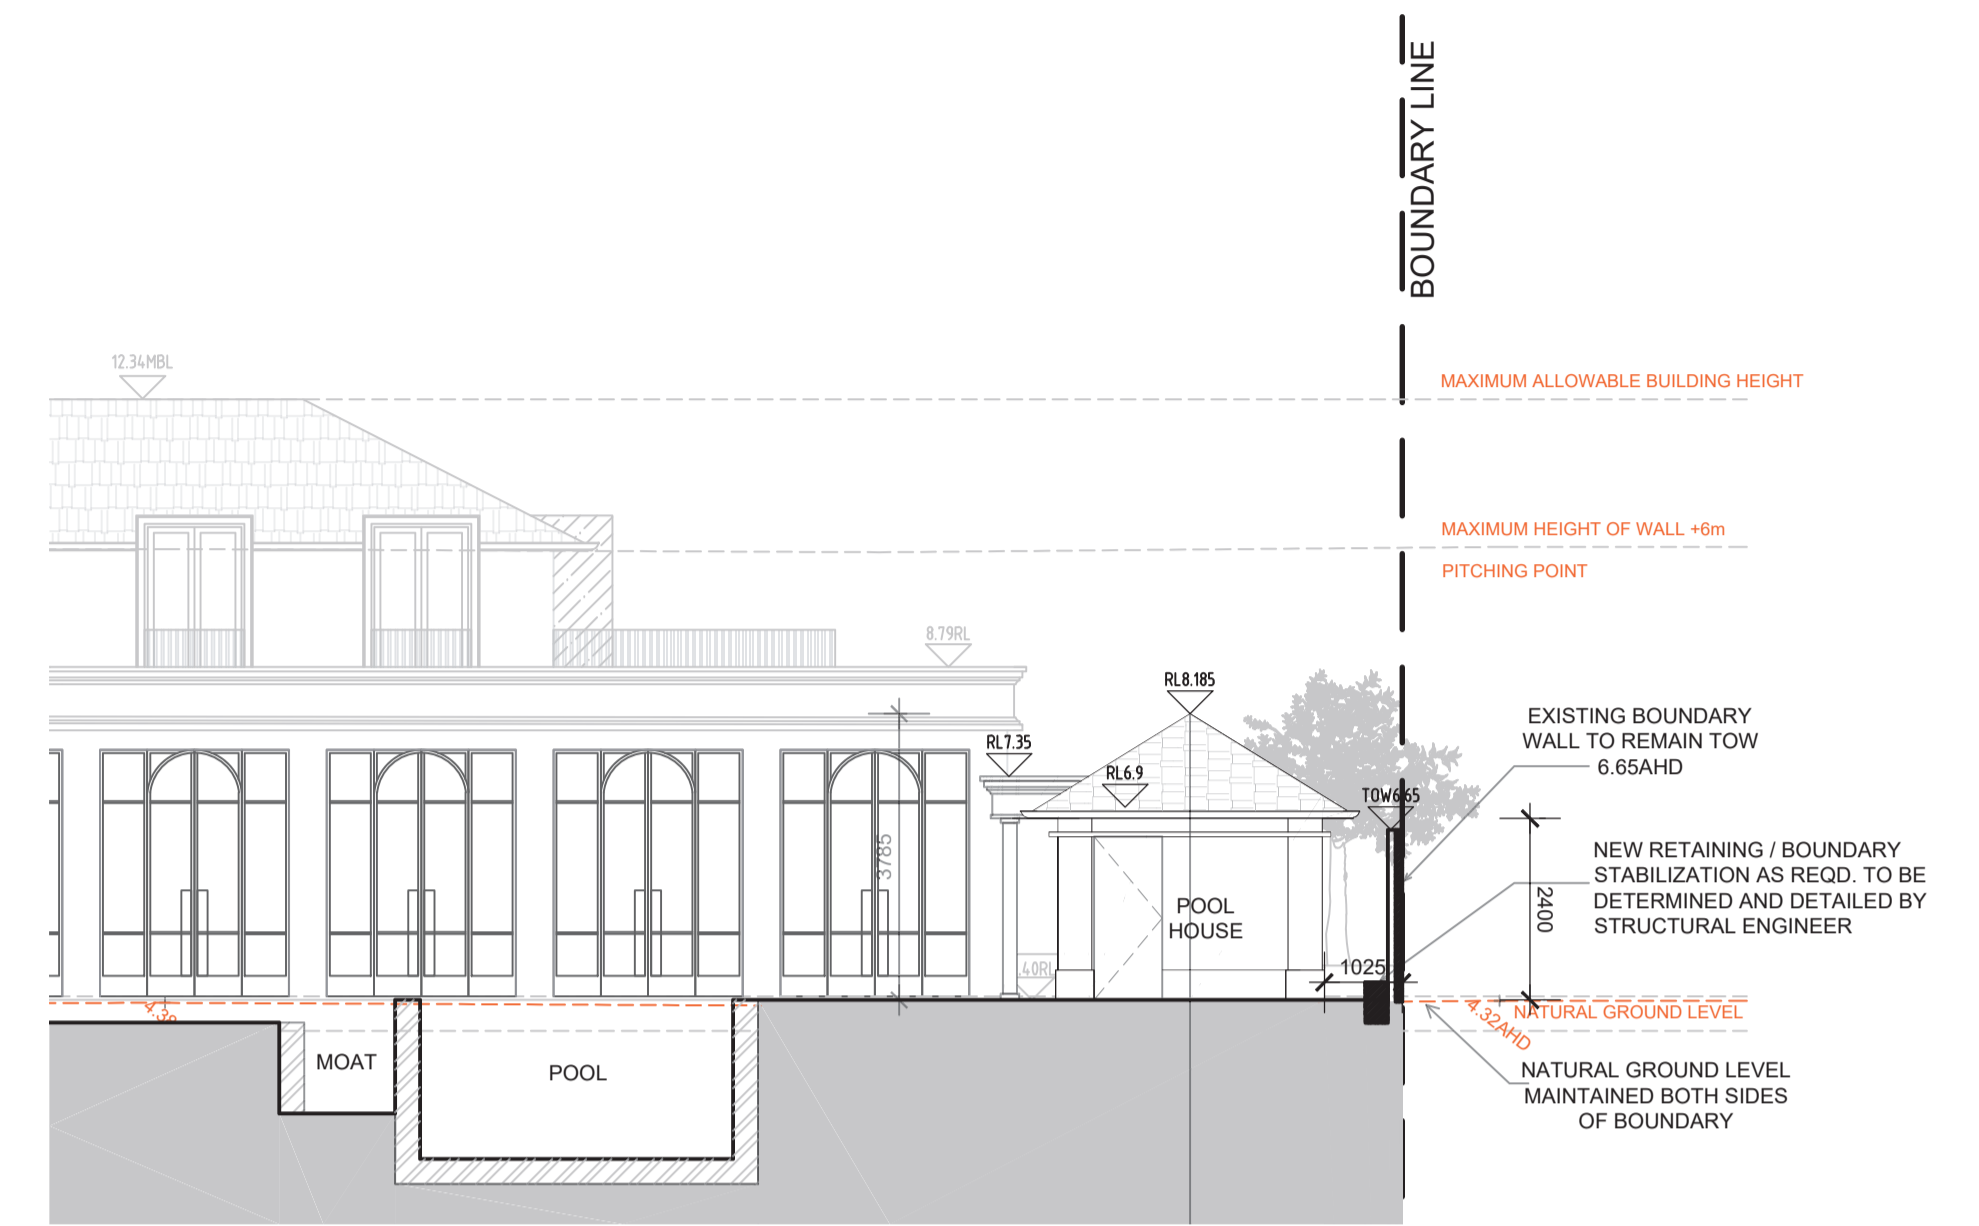 BOUNDARY LINE
12.34MBL
MAXIMUM ALLOWABLE BUILDING HEIGHT
MAXIMUM HEIGHT OF WALL +6m
PITCHING POINT
8.79RL
RL8.185
RL7.35
RL6.9
TOW6.65
EXISTING BOUNDARY
WALL TO REMAIN TOW
6.65AHD
3785
NEW RETAINING / BOUNDARY
STABILIZATION AS REQD. TO BE
DETERMINED AND DETAILED BY
STRUCTURAL ENGINEER
2400
POOL
HOUSE
1025
.40RL
4.38
4.32AHD
NATURAL GROUND LEVEL
MOAT
POOL
NATURAL GROUND LEVEL
MAINTAINED BOTH SIDES
OF BOUNDARY